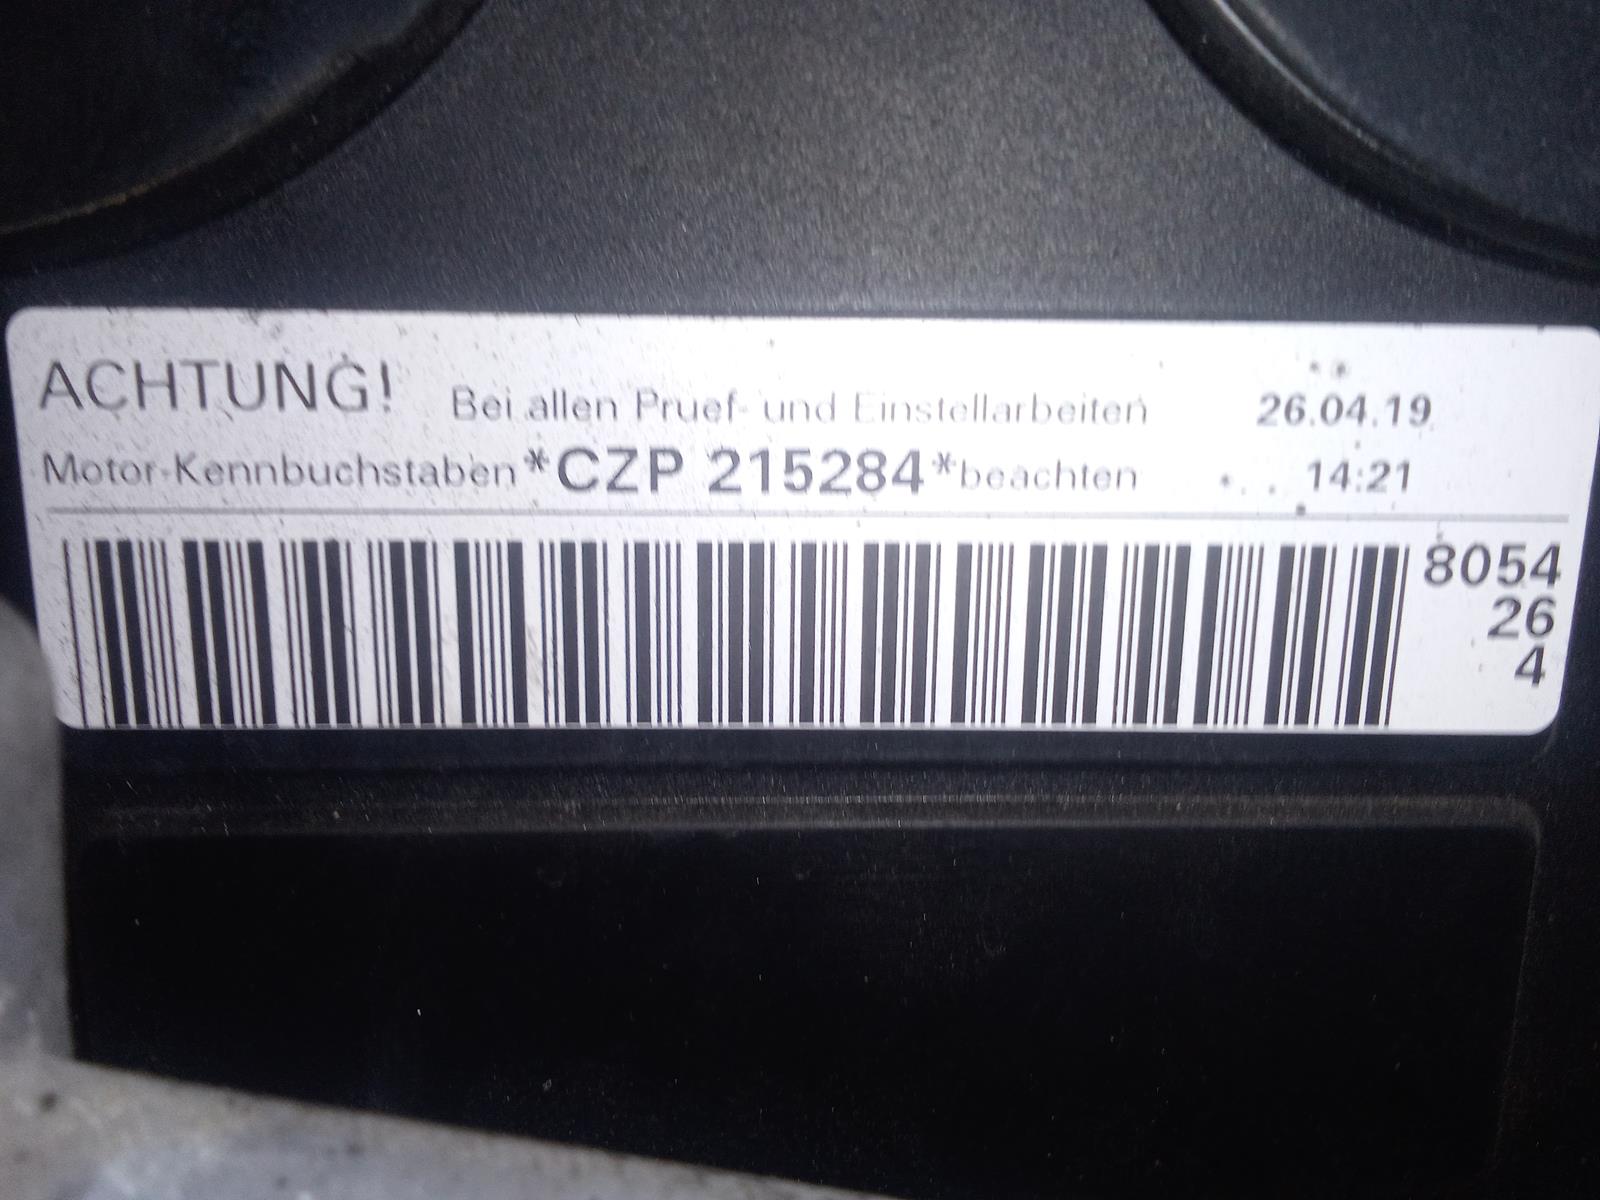 ACHTUNG! Bei allen Pruef- und Einstellarbeiten 26.04.19
Motor-Kennbuchstaben *CZP 215284* beachten 14:21
8054
26
4